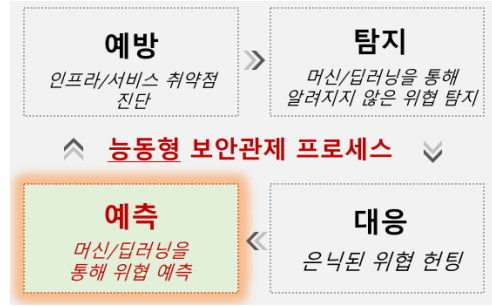 예방
인프라/서비스 취약점
진단
탐지
머신/딥러닝을 통해
알려지지 않은 위협 탐지
능동형 보안관제 프로세스
예측
머신/딥러닝을
통해 위협 예측
대응
은닉된 위협 헌팅